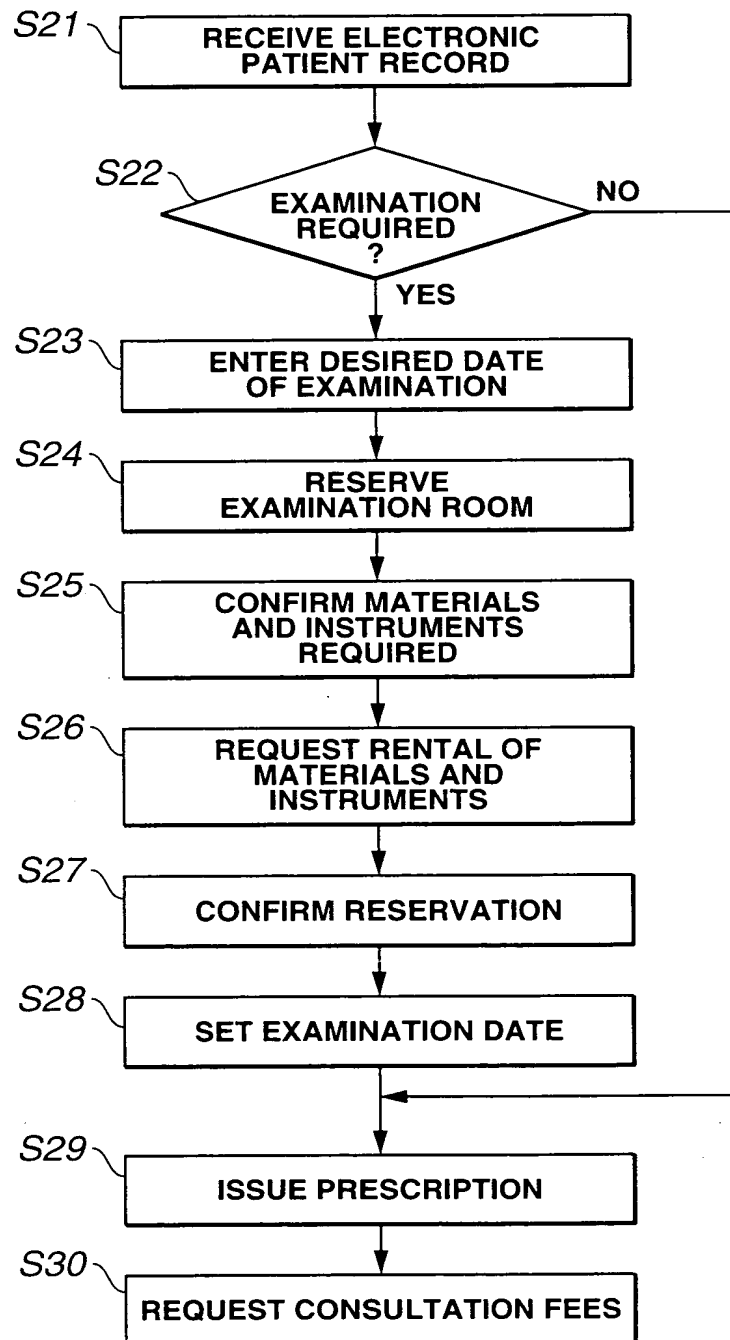 S21
RECEIVE ELECTRONIC
PATIENT RECORD
S22
EXAMINATION
REQUIRED
?
NO
YES
S23
ENTER DESIRED DATE
OF EXAMINATION
S24
RESERVE
EXAMINATION ROOM
S25
CONFIRM MATERIALS
AND INSTRUMENTS
REQUIRED
S26
REQUEST RENTAL OF
MATERIALS AND
INSTRUMENTS
S27
CONFIRM RESERVATION
S28
SET EXAMINATION DATE
S29
ISSUE PRESCRIPTION
S30
REQUEST CONSULTATION FEES